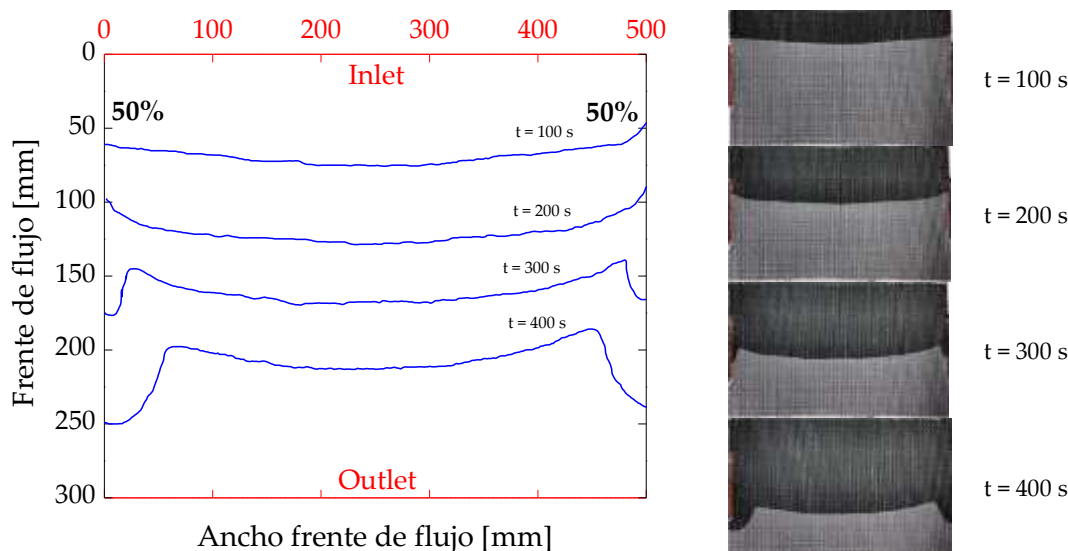 0 100 200 300 400 500
Inlet
0
50
100
150
200
250
300
Frente de flujo [mm]
50%
50%
t = 100 s
t = 200 s
t = 300 s
t = 400 s
Outlet
Ancho frente de flujo [mm]
t = 100 s
t = 200 s
t = 300 s
t = 400 s